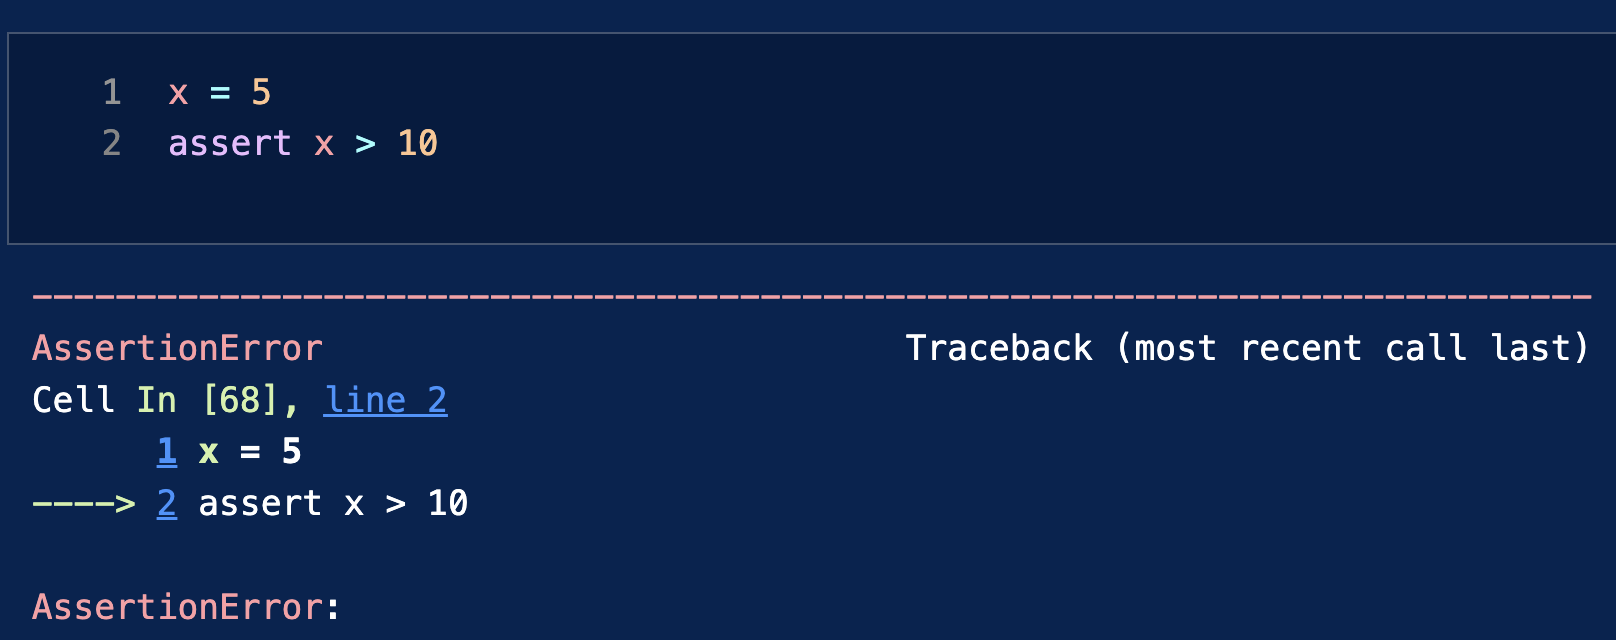 1 x = 5
2 assert x > 10
---------------------------------------------------------------------------
AssertionError Traceback (most recent call last)
Cell In [68], line 2
1 x = 5
----> 2 assert x > 10
AssertionError: